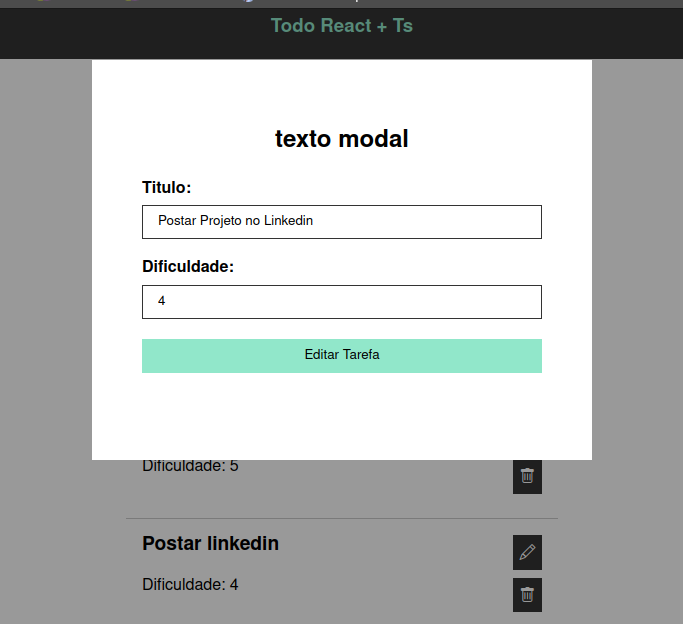 Todo React + Ts
texto modal
Titulo:
Postar Projeto no Linkedin
Dificuldade:
4
Editar Tarefa
Dificuldade: 5
Postar linkedin
Dificuldade: 4